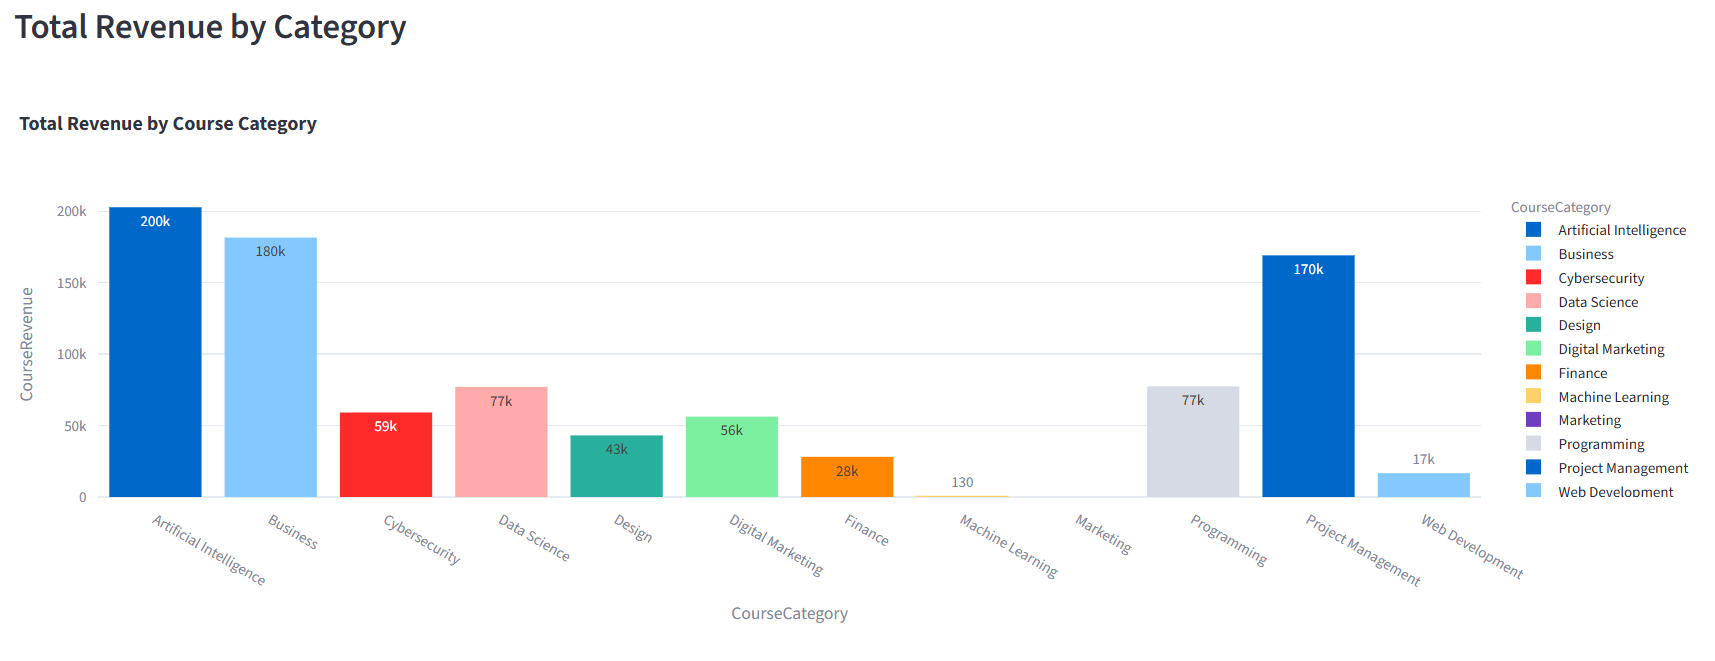 Total Revenue by Category
Total Revenue by Course Category
200k
150k
100k
50k
0
CourseRevenue
200k
180k
59k
77k
43k
56k
28k
130
77k
170k
17k
Artificial Intelligence
Business
Cybersecurity
Data Science
Design
Digital Marketing
Finance
Machine Learning
Marketing
Programming
Project Management
Web Development
CourseCategory
CourseCategory
Artificial Intelligence
Business
Cybersecurity
Data Science
Design
Digital Marketing
Finance
Machine Learning
Marketing
Programming
Project Management
Web Development